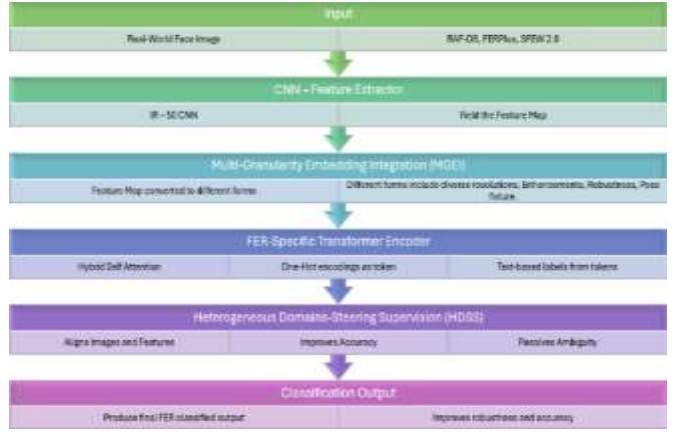 Input
Real-World Face Image
RAF-DB, FERPlus, SFEW 2.0
CNN – Feature Extractor
IR – 50 CNN
Yield the Feature Map
Multi-Granularity Embedding Integration (MGEI)
Feature Map converted to different forms
Different forms include diverse resolutions, Enhancements, Robustness, Pose
FER-Specific Transformer Encoder
Hybrid Self Attention
One-Hot encodings as token
Text-based labels from tokens
Heterogeneous Domains-Steering Supervision (HDSS)
Aligns Images and Features
Improves Accuracy
Resolves Ambiguity
Classification Output
Produce final FER classified output
Improves robustness and accuracy